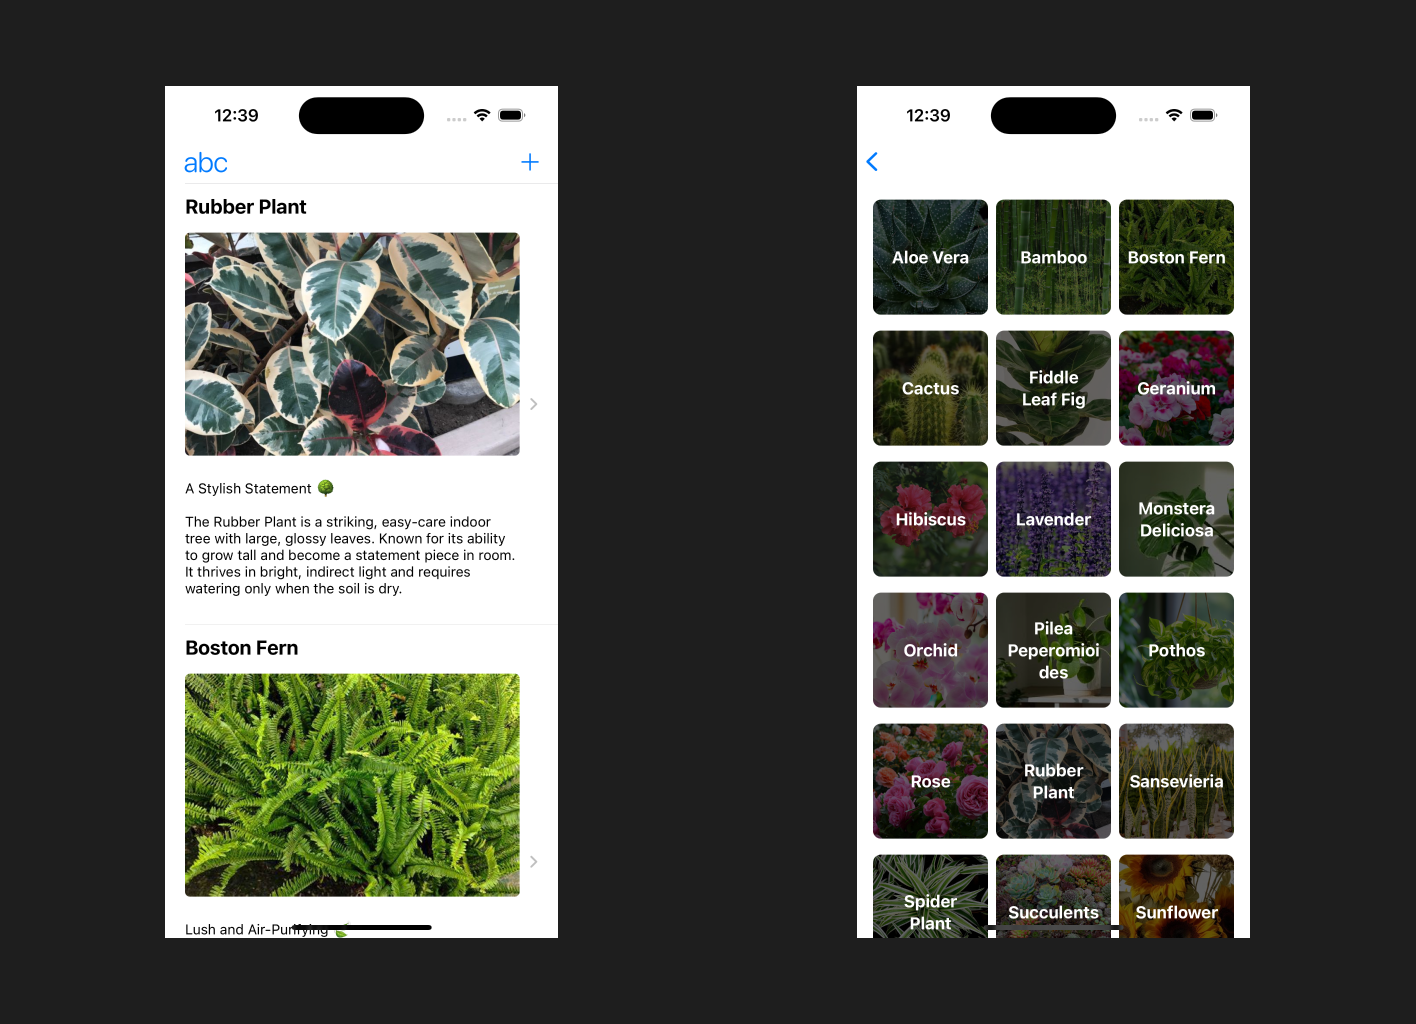 12:39
abc
Rubber Plant
A Stylish Statement 🌳
The Rubber Plant is a striking, easy-care indoor
tree with large, glossy leaves. Known for its ability
to grow tall and become a statement piece in room.
It thrives in bright, indirect light and requires
watering only when the soil is dry.
Boston Fern
Lush and Air-Purifying 🌿
12:39
Aloe Vera
Bamboo
Boston Fern
Cactus
Fiddle
Leaf Fig
Geranium
Hibiscus
Lavender
Monstera
Deliciosa
Orchid
Pilea
Peperomioi
des
Pothos
Rose
Rubber
Plant
Sansevieria
Spider
Plant
Succulents
Sunflower